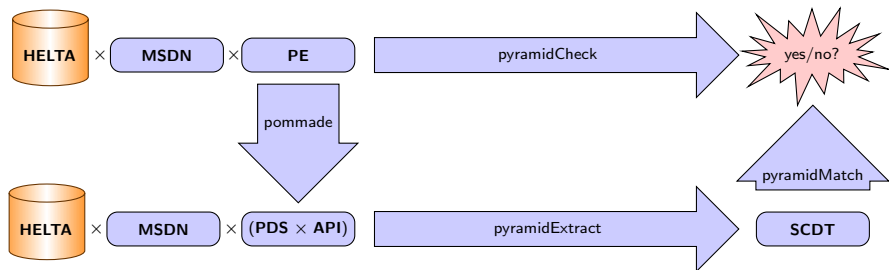 HELTA × MSDN × PE pyramidCheck yes/no?
pommade
pyramidMatch
HELTA × MSDN × (PDS × API) pyramidExtract SCDT